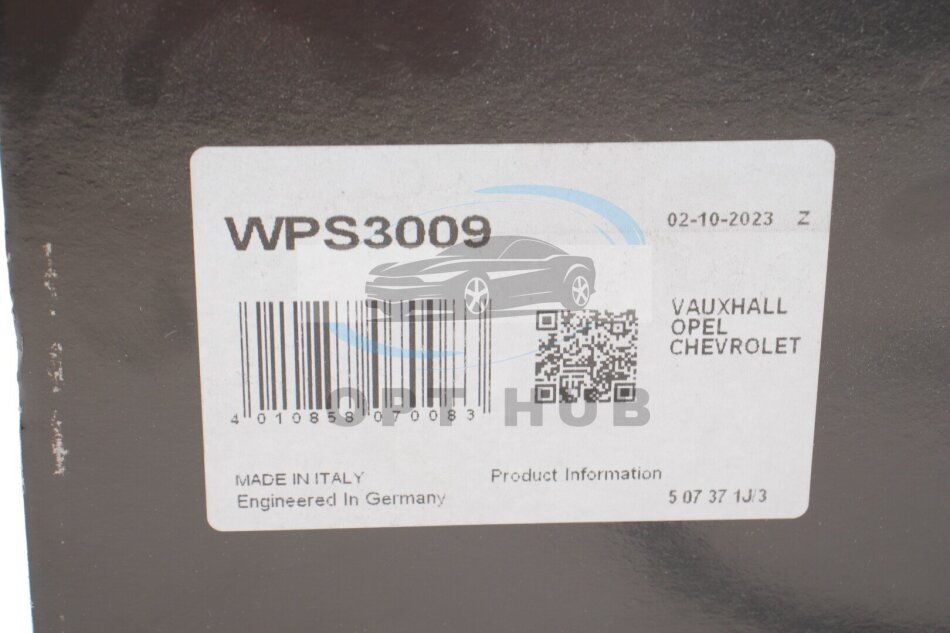 WPS3009
02-10-2023 Z
VAUXHALL
OPEL
CHEVROLET
4 010858 070083
OPT HUB
MADE IN ITALY
Engineered In Germany
Product Information
5 07 37 1J/3